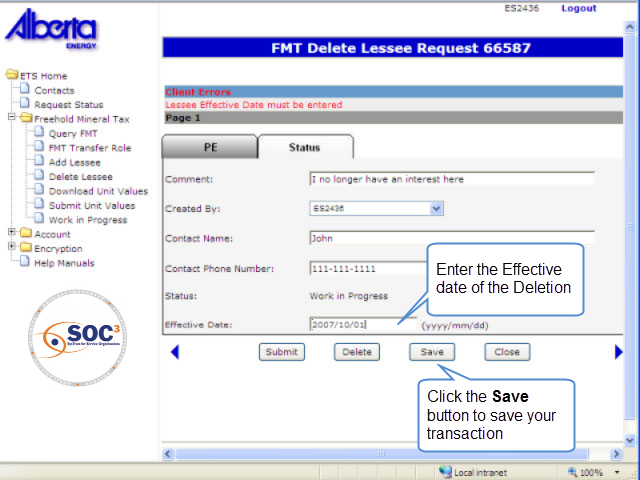 ES2436 Logout
Alberta
ENERGY
FMT Delete Lessee Request 66587
ETS Home
Contacts
Request Status
Freehold Mineral Tax
Query FMT
FMT Transfer Role
Add Lessee
Delete Lessee
Download Unit Values
Submit Unit Values
Work in Progress
Account
Encryption
Help Manuals
SOC3
SysTrust for Service Organizations
Client Errors
Lessee Effective Date must be entered
Page 1
PE Status
Comment: I no longer have an interest here
Created By: ES2436
Contact Name: John
Contact Phone Number: 111-111-1111
Status: Work in Progress
Effective Date: 2007/10/01 (yyyy/mm/dd)
Enter the Effective
date of the Deletion
Submit Delete Save Close
Click the Save
button to save your
transaction
Local intranet 100%